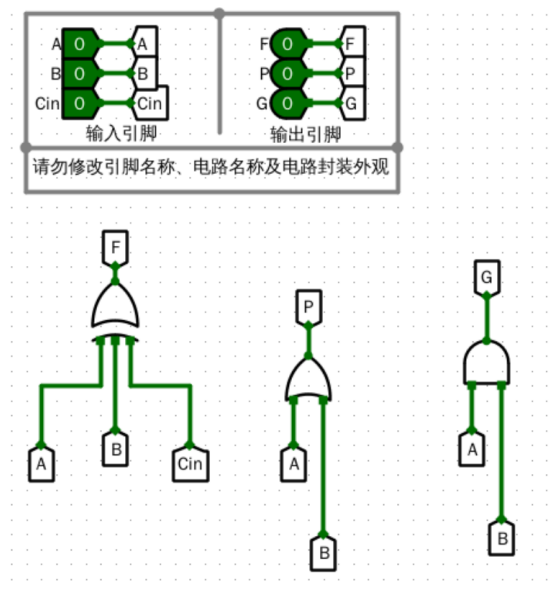 A 0 A F 0 F
B 0 B P 0 P
Cin 0 Cin G 0 G
输入引脚 输出引脚
请勿修改引脚名称、电路名称及电路封装外观
F
P
G
A B Cin
A
B
A
B